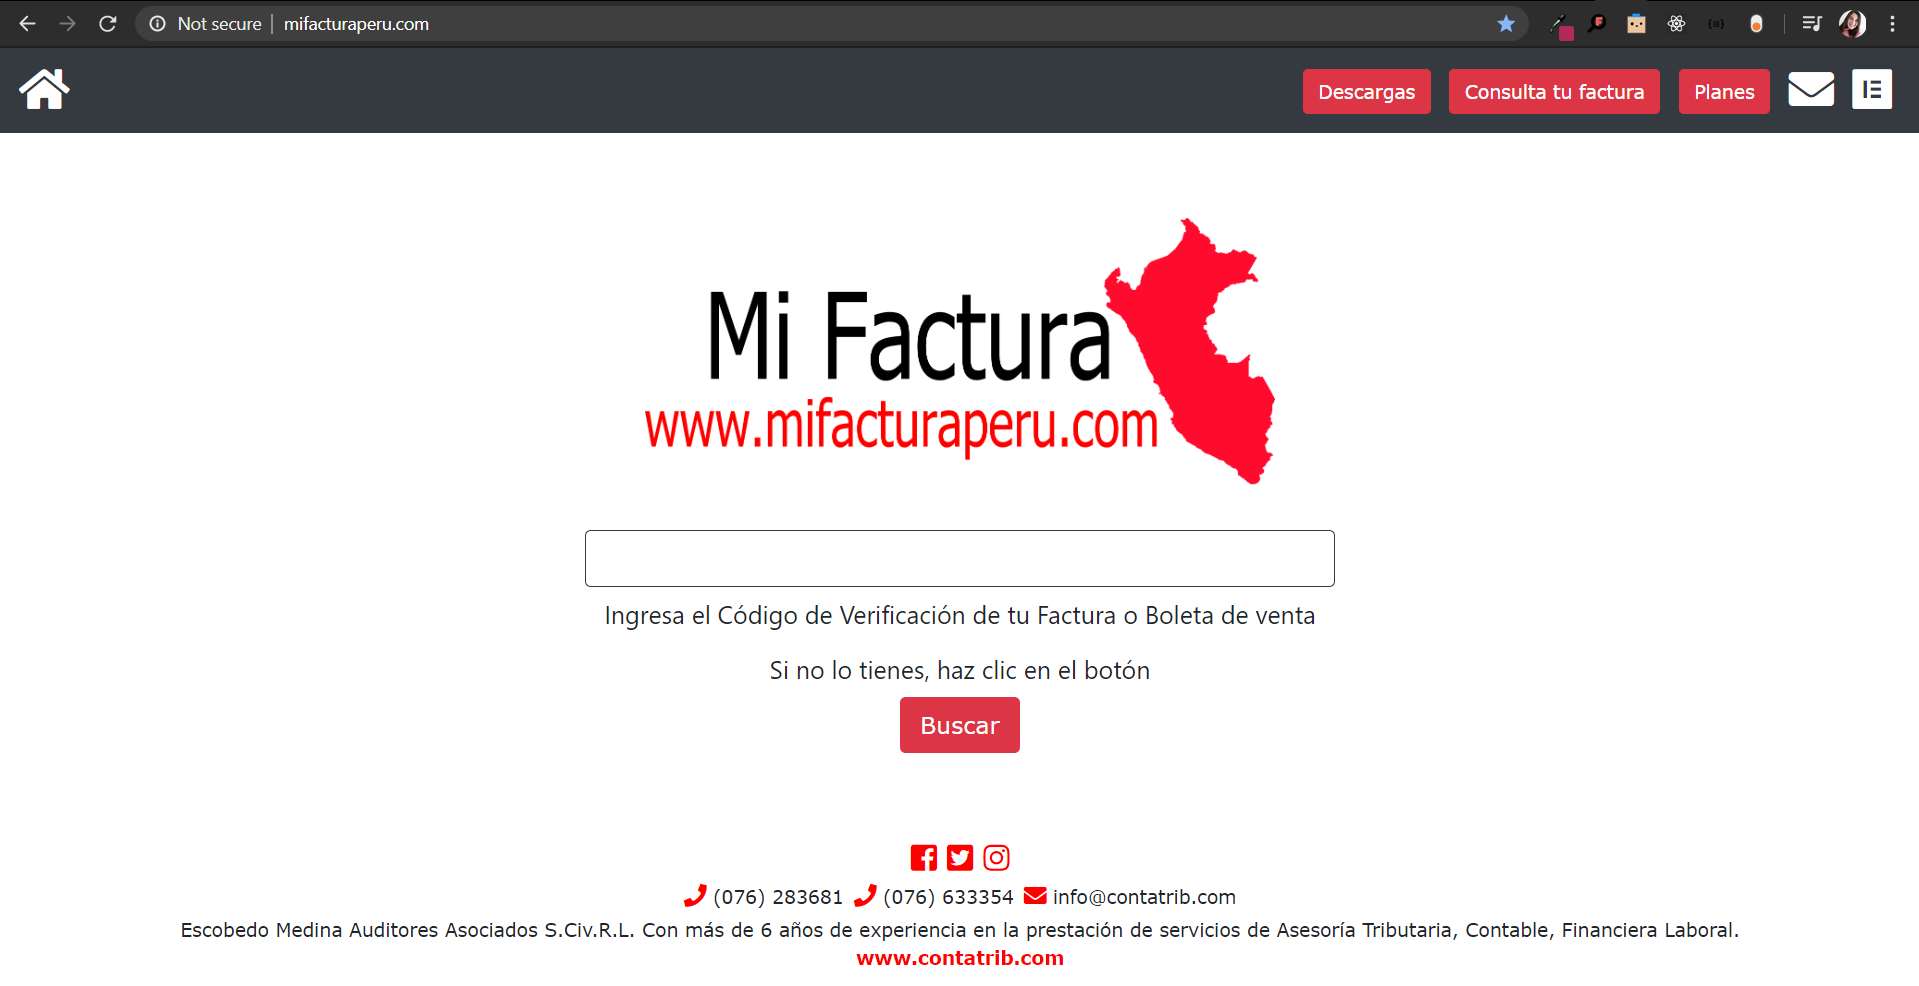 Not secure | mifacturaperu.com
Descargas Consulta tu factura Planes
Mi Factura
www.mifacturaperu.com
Ingresa el Código de Verificación de tu Factura o Boleta de venta
Si no lo tienes, haz clic en el botón
Buscar
(076) 283681 (076) 633354 info@contatrib.com
Escobedo Medina Auditores Asociados S.Civ.R.L. Con más de 6 años de experiencia en la prestación de servicios de Asesoría Tributaria, Contable, Financiera Laboral.
www.contatrib.com